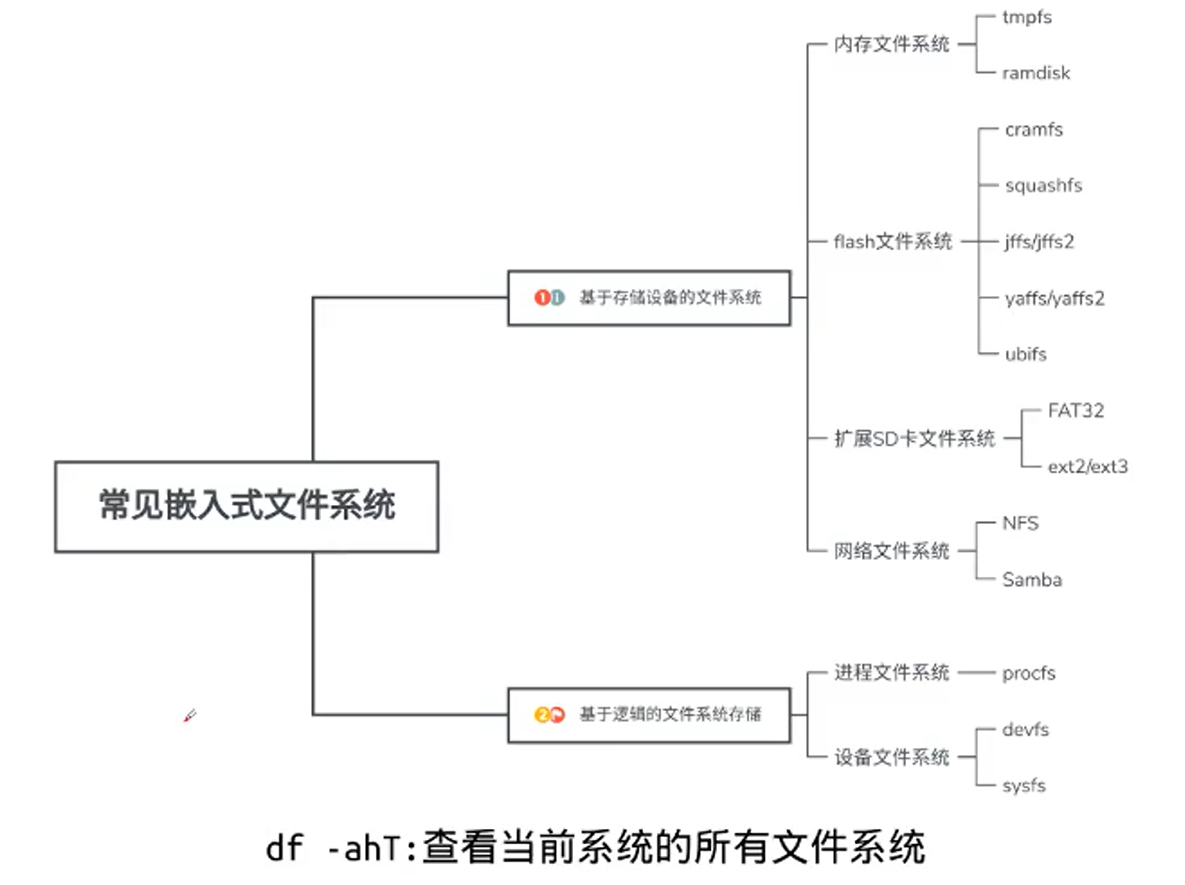 常见嵌入式文件系统
1 基于存储设备的文件系统
内存文件系统
tmpfs
ramdisk
flash文件系统
cramfs
squashfs
jffs/jffs2
yaffs/yaffs2
ubifs
扩展SD卡文件系统
FAT32
ext2/ext3
网络文件系统
NFS
Samba
2 基于逻辑的文件系统存储
进程文件系统
procfs
设备文件系统
devfs
sysfs
df -ahT:查看当前系统的所有文件系统